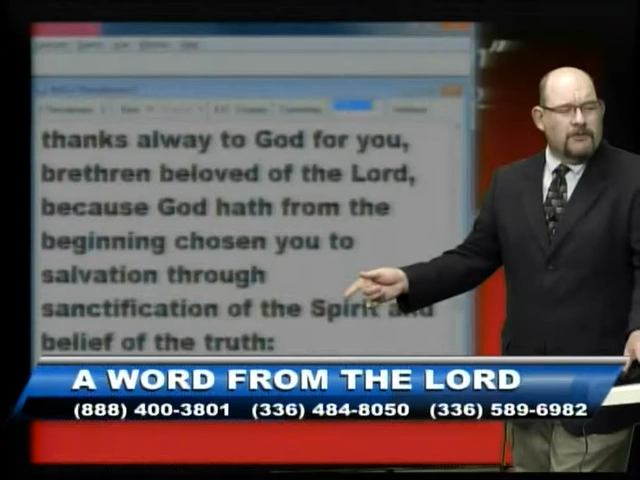 thanks alway to God for you,
brethren beloved of the Lord,
because God hath from the
beginning chosen you to
salvation through
sanctification of the Spirit and
belief of the truth:
A WORD FROM THE LORD
(888) 400-3801 (336) 484-8050 (336) 589-6982